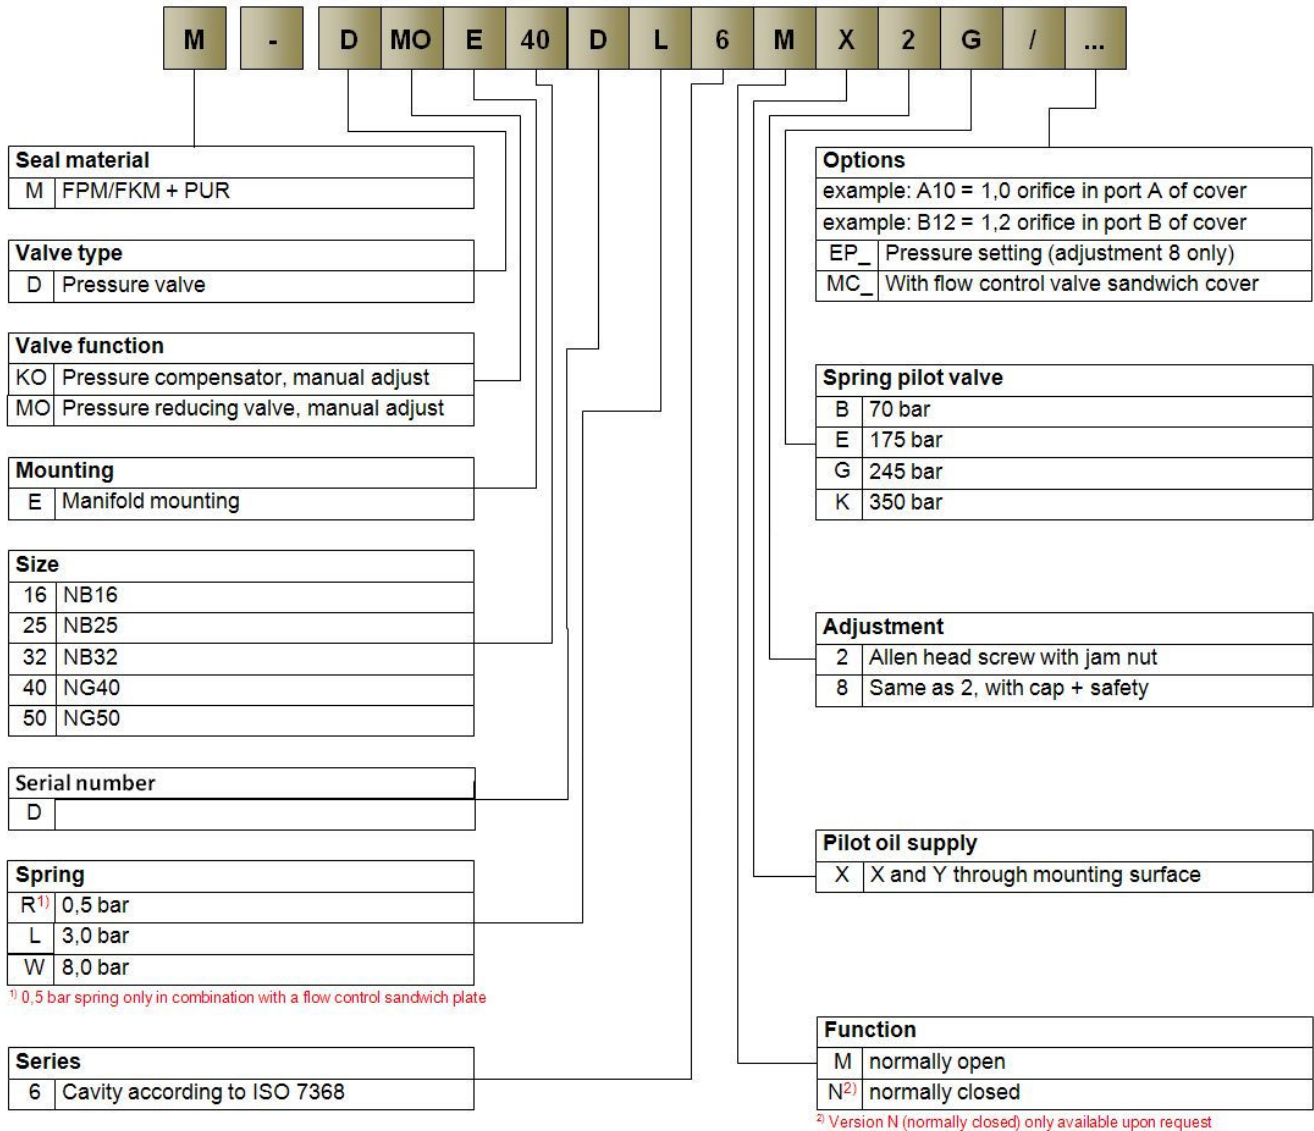 M - D MO E 40 D L 6 M X 2 G / ...
Seal material
M FPM/FKM + PUR
Valve type
D Pressure valve
Valve function
KO Pressure compensator, manual adjust
MO Pressure reducing valve, manual adjust
Mounting
E Manifold mounting
Size
16 NB16
25 NB25
32 NB32
40 NG40
50 NG50
Serial number
D
Spring
R1) 0,5 bar
L 3,0 bar
W 8,0 bar
1) 0,5 bar spring only in combination with a flow control sandwich plate
Series
6 Cavity according to ISO 7368
Options
example: A10 = 1,0 orifice in port A of cover
example: B12 = 1,2 orifice in port B of cover
EP_ Pressure setting (adjustment 8 only)
MC_ With flow control valve sandwich cover
Spring pilot valve
B 70 bar
E 175 bar
G 245 bar
K 350 bar
Adjustment
2 Allen head screw with jam nut
8 Same as 2, with cap + safety
Pilot oil supply
X X and Y through mounting surface
Function
M normally open
N2) normally closed
2) Version N (normally closed) only available upon request